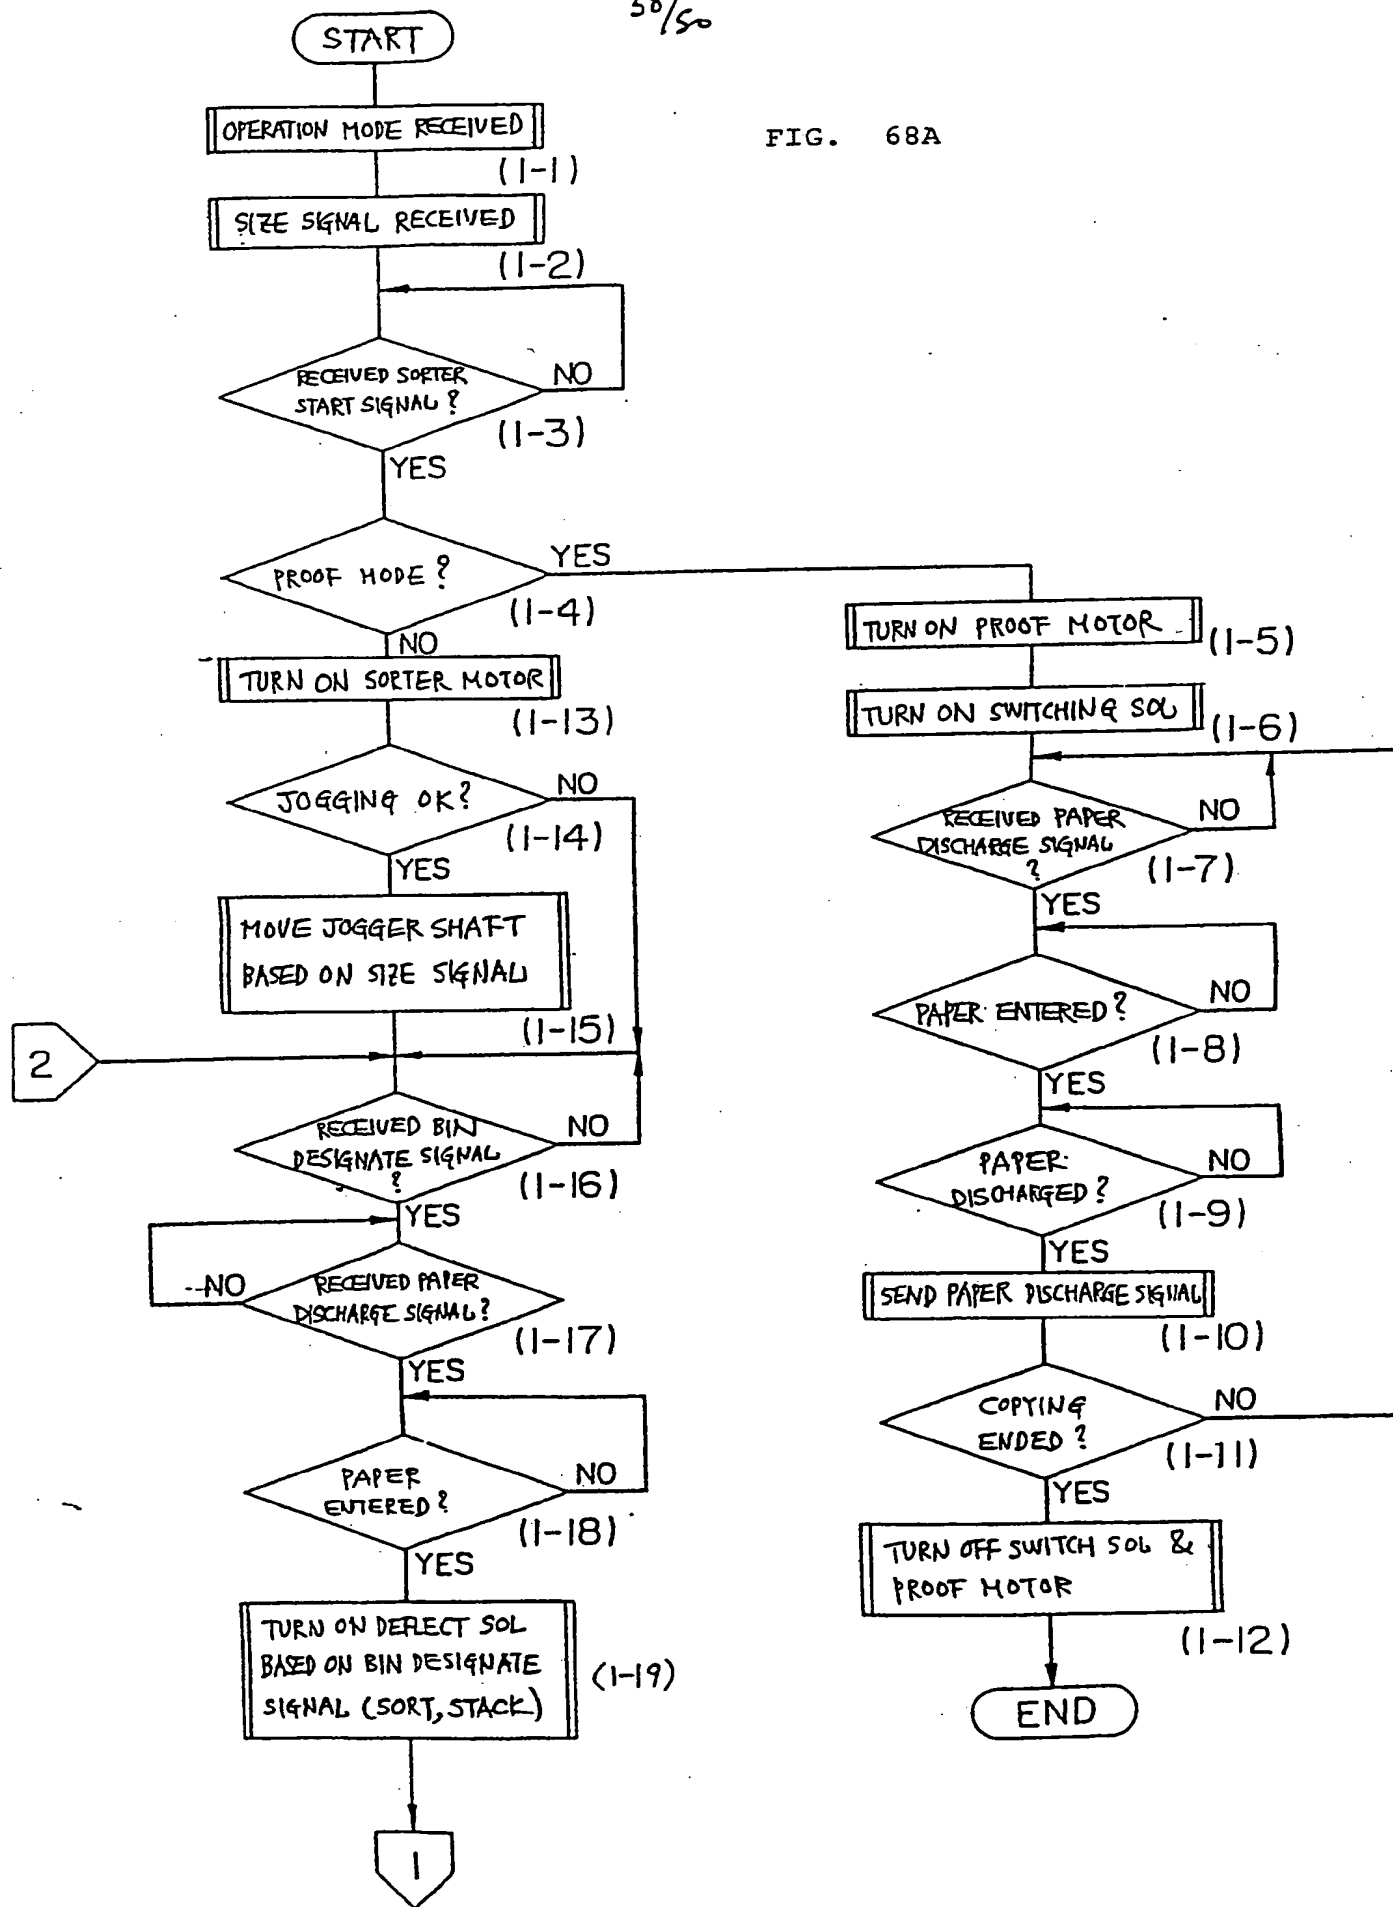 50/50
START
FIG. 68A
OPERATION MODE RECEIVED
(1-1)
SIZE SIGNAL RECEIVED
(1-2)
RECEIVED SORTER
START SIGNAL?
NO
(1-3)
YES
PROOF MODE?
YES
(1-4)
NO
TURN ON SORTER MOTOR
(1-13)
JOGGING OK?
NO
(1-14)
YES
MOVE JOGGER SHAFT
BASED ON SIZE SIGNAL
(1-15)
2
RECEIVED BIN
DESIGNATE SIGNAL
?
NO
(1-16)
YES
NO
RECEIVED PAPER
DISCHARGE SIGNAL?
(1-17)
YES
PAPER
ENTERED?
NO
(1-18)
YES
TURN ON DEFLECT SOL
BASED ON BIN DESIGNATE
SIGNAL (SORT, STACK)
(1-19)
1
TURN ON PROOF MOTOR
(1-5)
TURN ON SWITCHING SOL
(1-6)
RECEIVED PAPER
DISCHARGE SIGNAL
?
NO
(1-7)
YES
PAPER ENTERED?
NO
(1-8)
YES
PAPER
DISCHARGED?
NO
(1-9)
YES
SEND PAPER DISCHARGE SIGNAL
(1-10)
COPYING
ENDED?
NO
(1-11)
YES
TURN OFF SWITCH SOL &
PROOF MOTOR
(1-12)
END